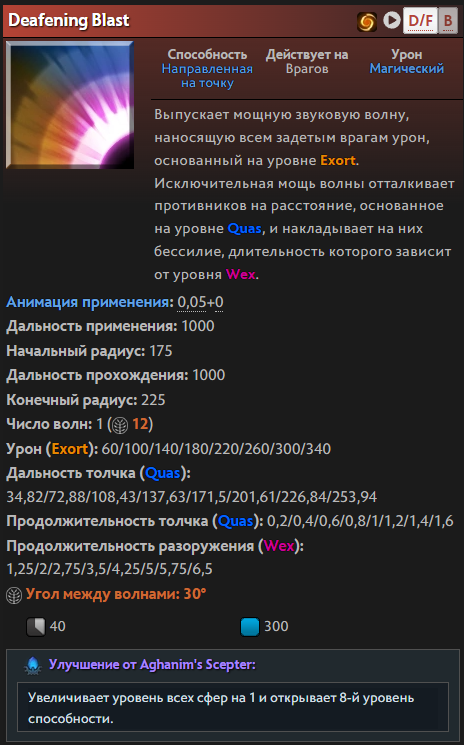 Deafening Blast
D/F
B
Способность
Направленная
на точку
Действует на
Врагов
Урон
Магический
Выпускает мощную звуковую волну,
наносящую всем задетым врагам урон,
основанный на уровне Exort.
Исключительная мощь волны отталкивает
противников на расстояние, основанное
на уровне Quas, и накладывает на них
бессилие, длительность которого зависит
от уровня Wex.
Анимация применения: 0,05+0
Дальность применения: 1000
Начальный радиус: 175
Дальность прохождения: 1000
Конечный радиус: 225
Число волн: 1 ( 12)
Урон (Exort): 60/100/140/180/220/260/300/340
Дальность толчка (Quas):
34,82/72,88/108,43/137,63/171,5/201,61/226,84/253,94
Продолжительность толчка (Quas): 0,2/0,4/0,6/0,8/1/1,2/1,4/1,6
Продолжительность разоружения (Wex):
1,25/2/2,75/3,5/4,25/5/5,75/6,5
Угол между волнами: 30°
40
300
Улучшение от Aghanim's Scepter:
Увеличивает уровень всех сфер на 1 и открывает 8-й уровень
способности.